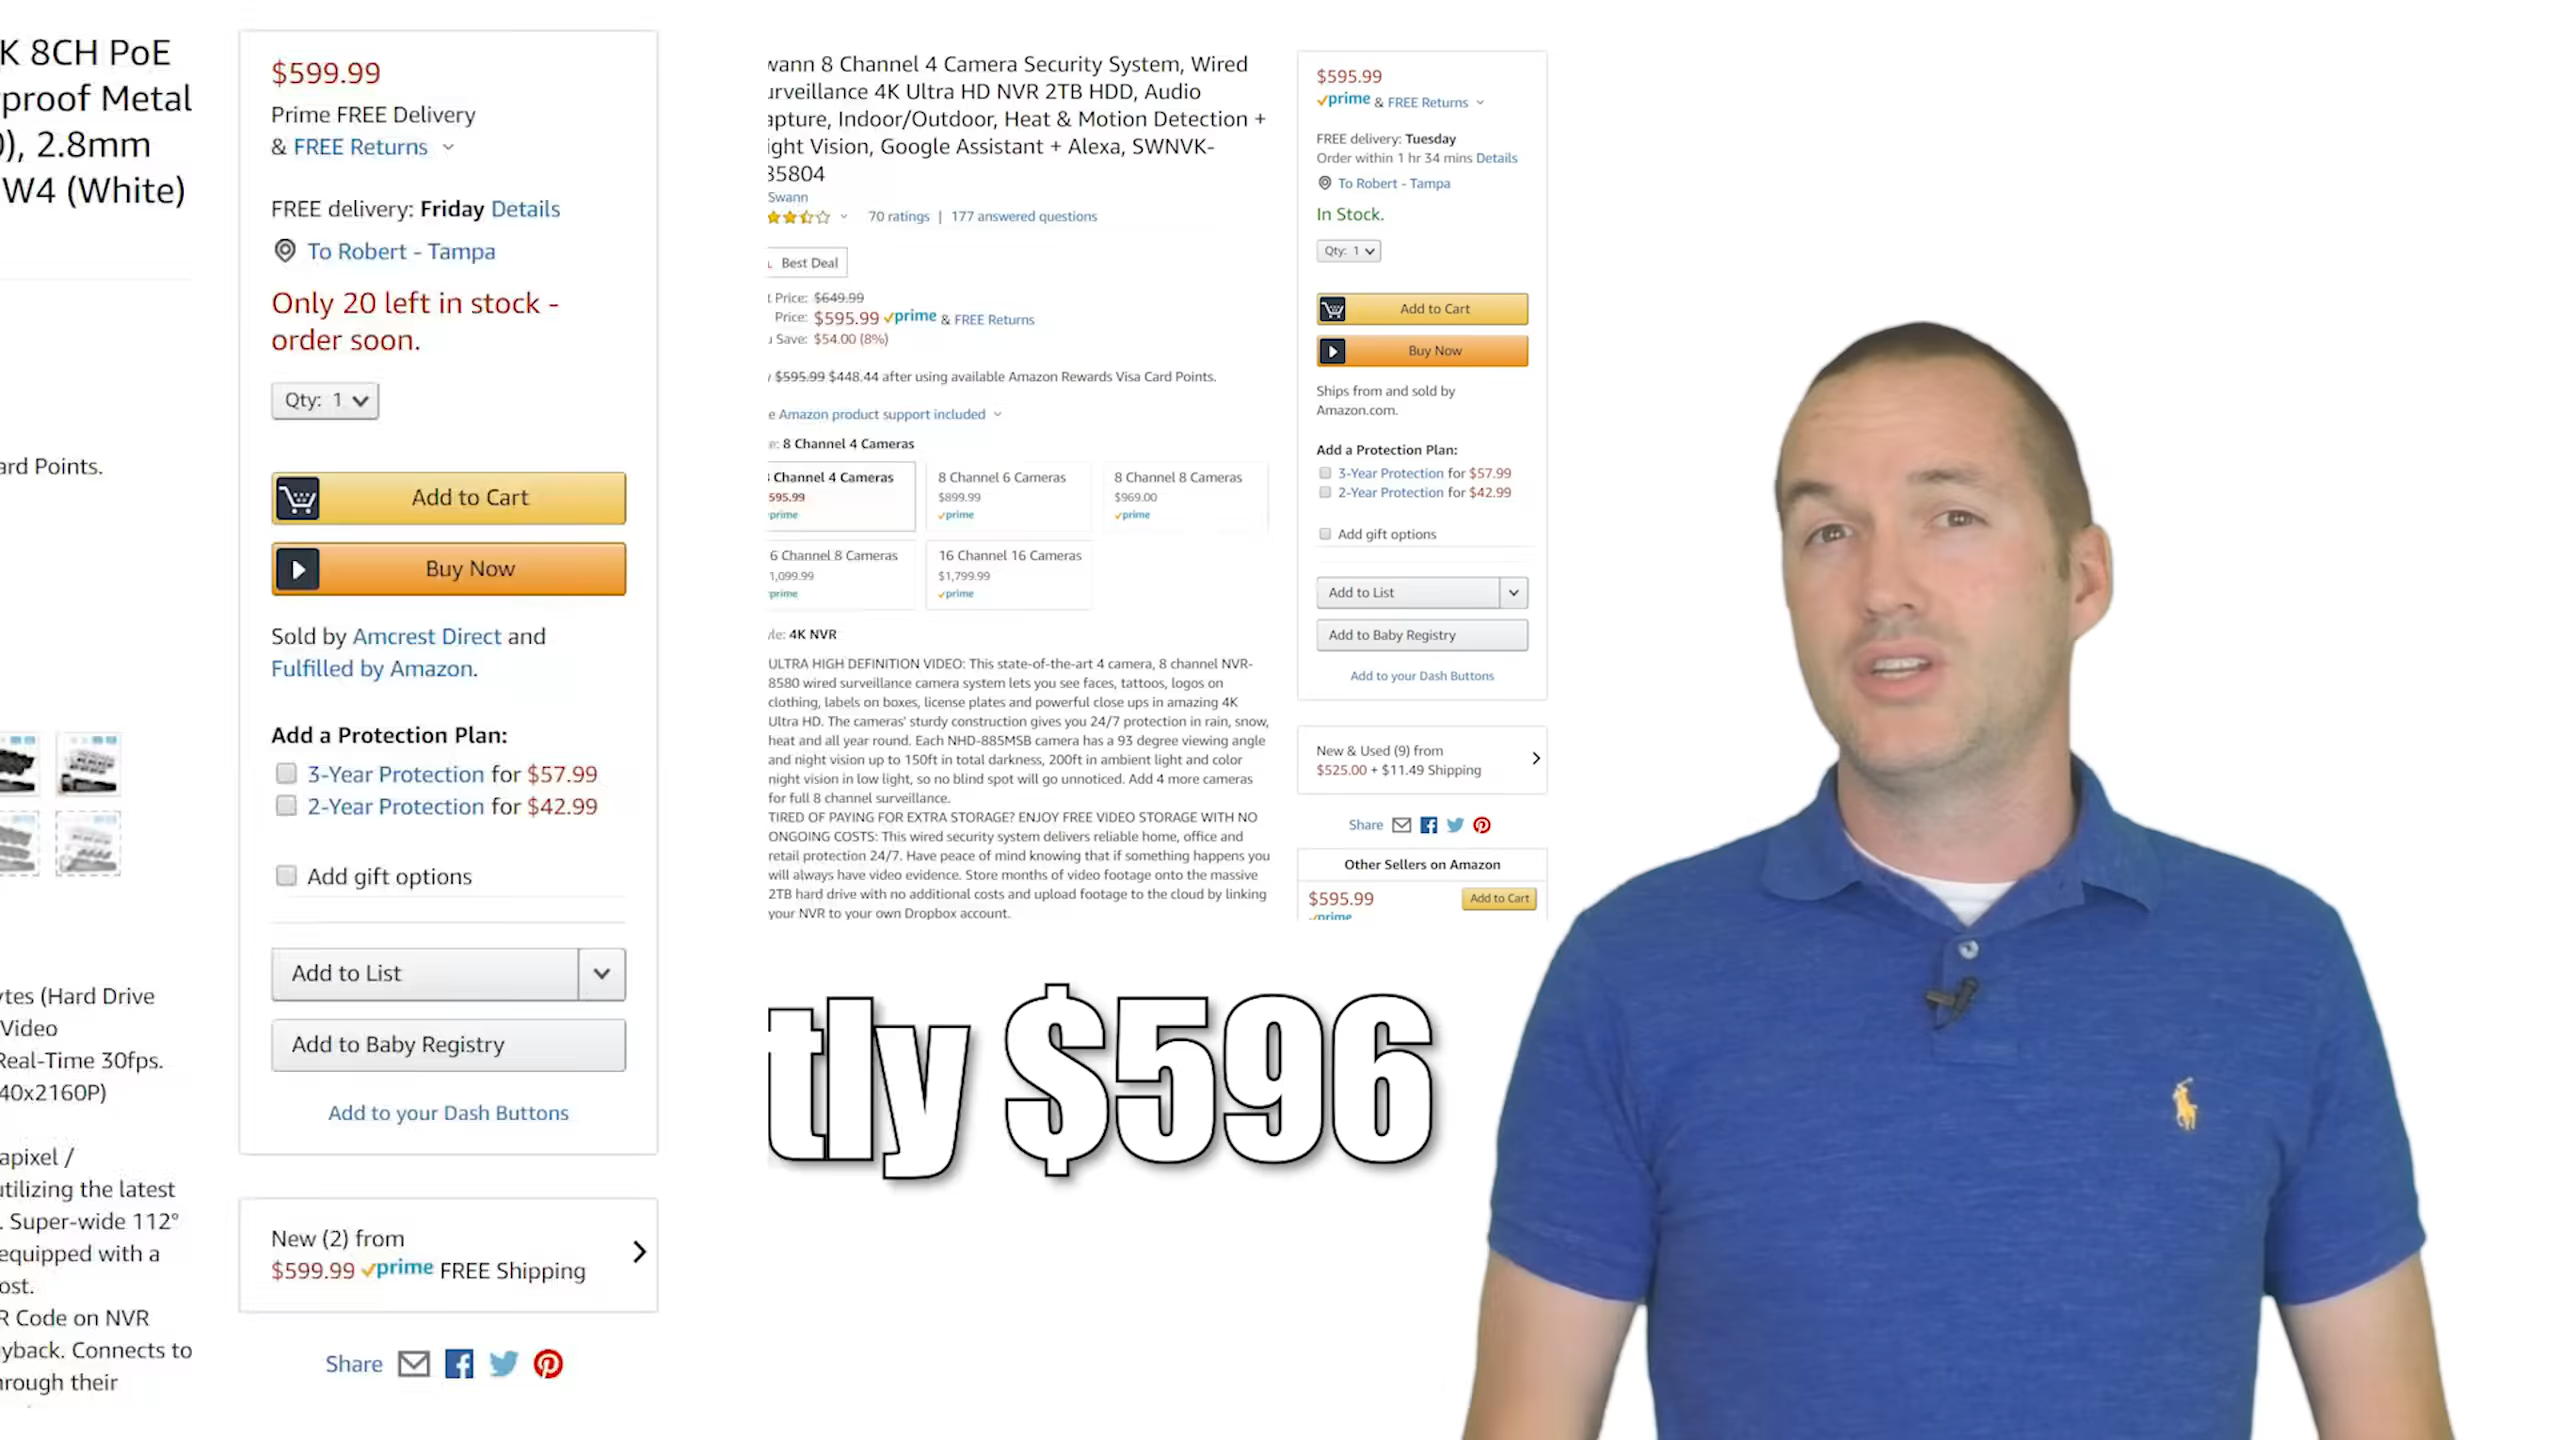 K 8CH PoE
proof Metal
), 2.8mm
W4 (White)
ard Points.
ytes (Hard Drive
Video
Real-Time 30fps.
40x2160P)
apixel /
utilizing the latest
. Super-wide 112°
equipped with a
ost.
R Code on NVR
yback. Connects to
hrough their
$599.99
Prime FREE Delivery
& FREE Returns
FREE delivery: Friday Details
To Robert - Tampa
Only 20 left in stock -
order soon.
Qty: 1
Add to Cart
Buy Now
Sold by Amcrest Direct and
Fulfilled by Amazon.
Add a Protection Plan:
3-Year Protection for $57.99
2-Year Protection for $42.99
Add gift options
Add to List
Add to Baby Registry
Add to your Dash Buttons
New (2) from
$599.99 prime FREE Shipping
Share
wann 8 Channel 4 Camera Security System, Wired
urveillance 4K Ultra HD NVR 2TB HDD, Audio
apture, Indoor/Outdoor, Heat & Motion Detection +
ight Vision, Google Assistant + Alexa, SWNVK-
85804
Swann
70 ratings | 177 answered questions
Best Deal
t Price: $649.99
Price: $595.99 prime & FREE Returns
u Save: $54.00 (8%)
y $595.99 $448.44 after using available Amazon Rewards Visa Card Points.
e Amazon product support included
e: 8 Channel 4 Cameras
8 Channel 4 Cameras
595.99
prime
8 Channel 6 Cameras
$899.99
prime
8 Channel 8 Cameras
$969.00
prime
6 Channel 8 Cameras
1,099.99
prime
16 Channel 16 Cameras
$1,799.99
prime
yle: 4K NVR
ULTRA HIGH DEFINITION VIDEO: This state-of-the-art 4 camera, 8 channel NVR-
8580 wired surveillance camera system lets you see faces, tattoos, logos on
clothing, labels on boxes, license plates and powerful close ups in amazing 4K
Ultra HD. The cameras' sturdy construction gives you 24/7 protection in rain, snow,
heat and all year round. Each NHD-885MSB camera has a 93 degree viewing angle
and night vision up to 150ft in total darkness, 200ft in ambient light and color
night vision in low light, so no blind spot will go unnoticed. Add 4 more cameras
for full 8 channel surveillance.
TIRED OF PAYING FOR EXTRA STORAGE? ENJOY FREE VIDEO STORAGE WITH NO
ONGOING COSTS: This wired security system delivers reliable home, office and
retail protection 24/7. Have peace of mind knowing that if something happens you
will always have video evidence. Store months of video footage onto the massive
2TB hard drive with no additional costs and upload footage to the cloud by linking
your NVR to your own Dropbox account.
$595.99
prime & FREE Returns
FREE delivery: Tuesday
Order within 1 hr 34 mins Details
To Robert - Tampa
In Stock.
Qty: 1
Add to Cart
Buy Now
Ships from and sold by
Amazon.com.
Add a Protection Plan:
3-Year Protection for $57.99
2-Year Protection for $42.99
Add gift options
Add to List
Add to Baby Registry
Add to your Dash Buttons
New & Used (9) from
$525.00 + $11.49 Shipping
Share
Other Sellers on Amazon
$595.99 Add to Cart
prime
tly $596